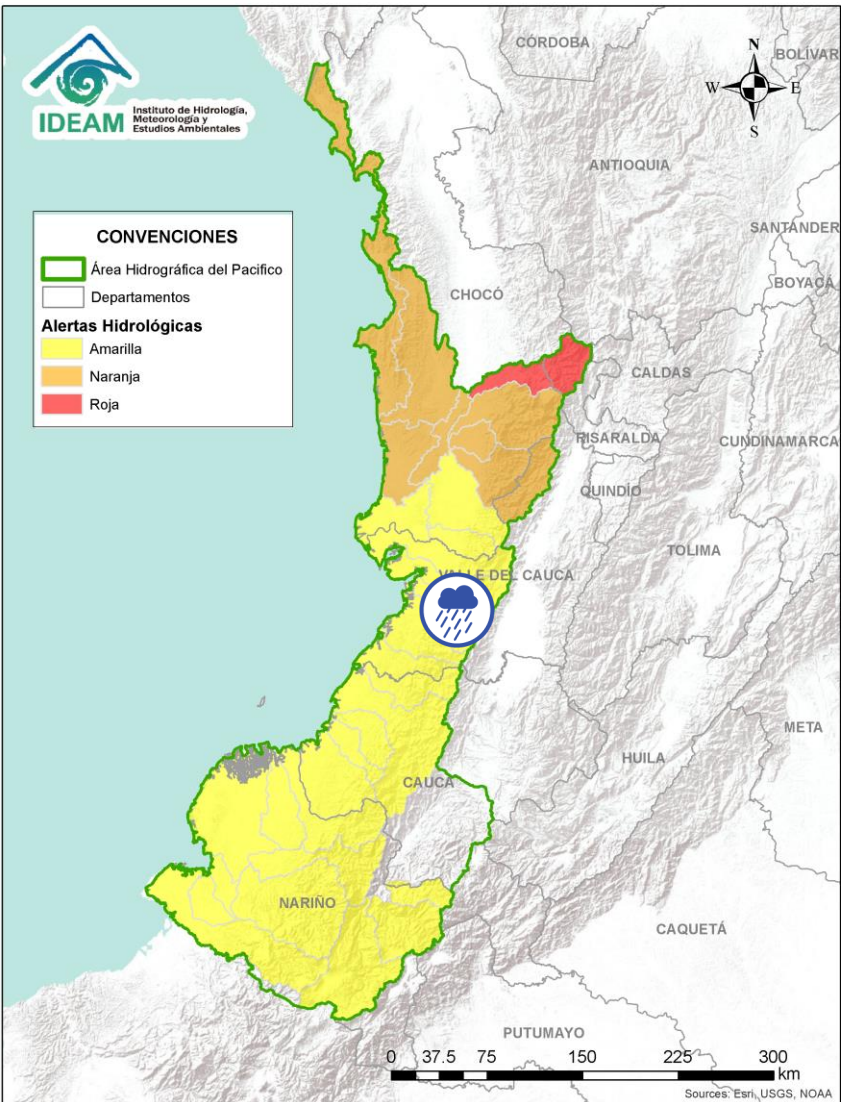 IDEAM
Instituto de Hidrología,
Meteorología y
Estudios Ambientales
CÓRDOBA
BOLIVAR
N
W
E
S
ANTIOQUIA
SANTANDER
BOYACÁ
CONVENCIONES
Área Hidrográfica del Pacifico
Departamentos
Alertas Hidrológicas
Amarilla
Naranja
Roja
CHOCÓ
CALDAS
RISARALDA
CUNDINAMARCA
QUINDÍO
TOLIMA
VALLE DEL CAUCA
META
HUILA
CAUCA
NARIÑO
CAQUETÁ
PUTUMAYO
0 37.5 75 150 225 300
km
Sources: Esri, USGS, NOAA